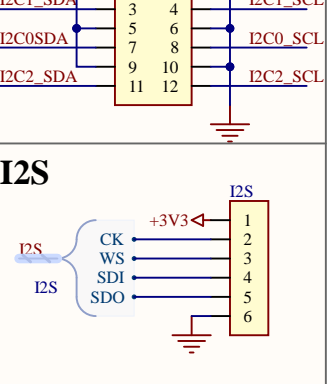 I2C1_SDA 3 4 I2C1_SCL
5 6
I2C0SDA 7 8 I2C0_SCL
9 10
I2C2_SDA 11 12 I2C2_SCL
I2S
I2S
+3V3 1
CK 2
I2S WS 3
SDI 4
I2S SDO 5
6